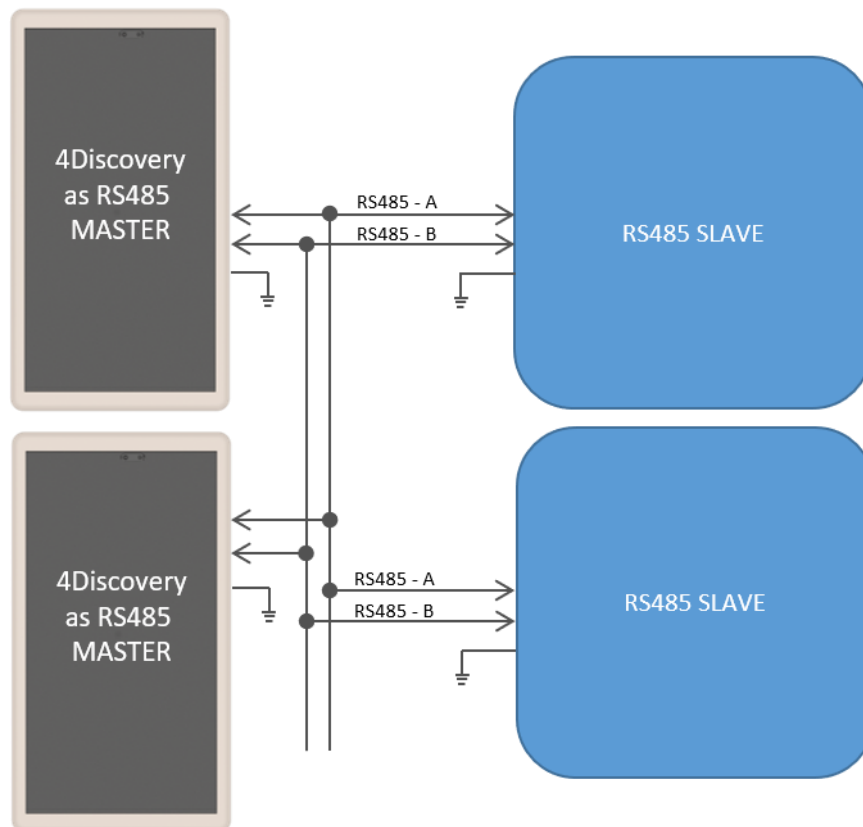 4Discovery
as RS485
MASTER
RS485 - A
RS485 - B
RS485 SLAVE
4Discovery
as RS485
MASTER
RS485 - A
RS485 - B
RS485 SLAVE